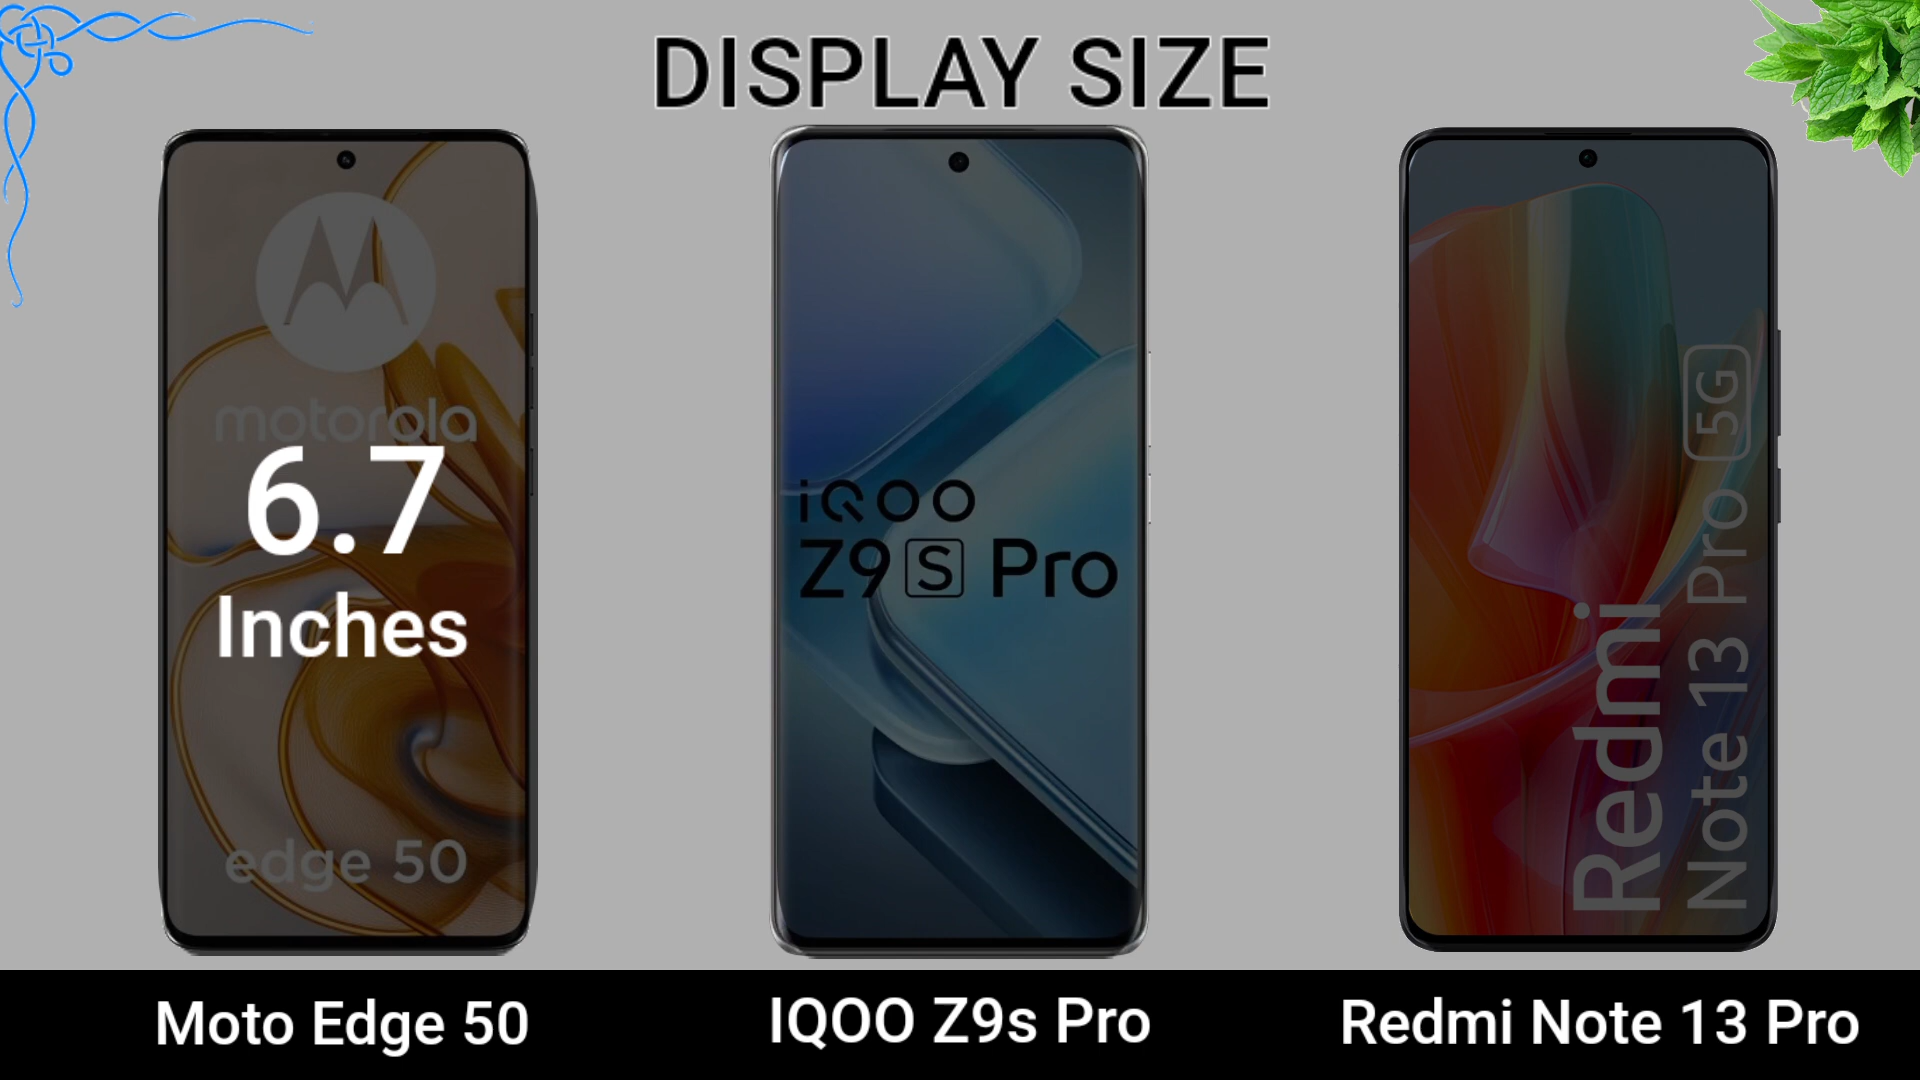 DISPLAY SIZE
motorola
6.7
Inches
edge 50
iQOO
Z9 S Pro
Redmi
Note 13 Pro 5G
Moto Edge 50
IQOO Z9s Pro
Redmi Note 13 Pro